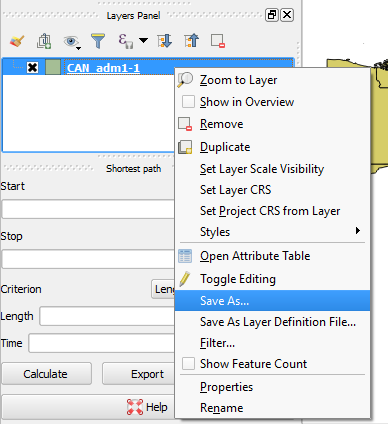 Layers Panel
CAN_adm1-1
Zoom to Layer
Show in Overview
Remove
Duplicate
Set Layer Scale Visibility
Set Layer CRS
Set Project CRS from Layer
Styles
Open Attribute Table
Toggle Editing
Save As...
Save As Layer Definition File...
Filter...
Show Feature Count
Properties
Rename
Shortest path
Start
Stop
Criterion
Length
Time
Calculate
Export
Help